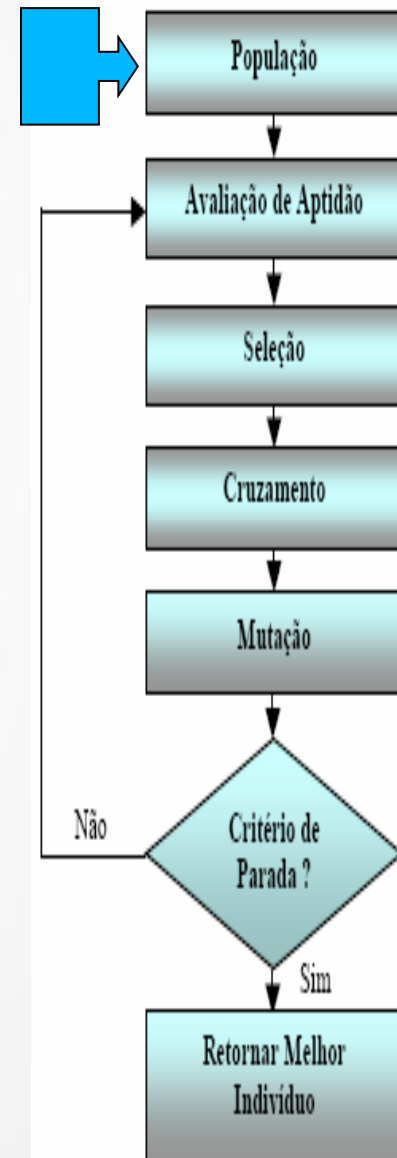 População
Avaliação de Aptidão
Seleção
Cruzamento
Mutação
Não
Critério de
Parada ?
Sim
Retornar Melhor
Indivíduo